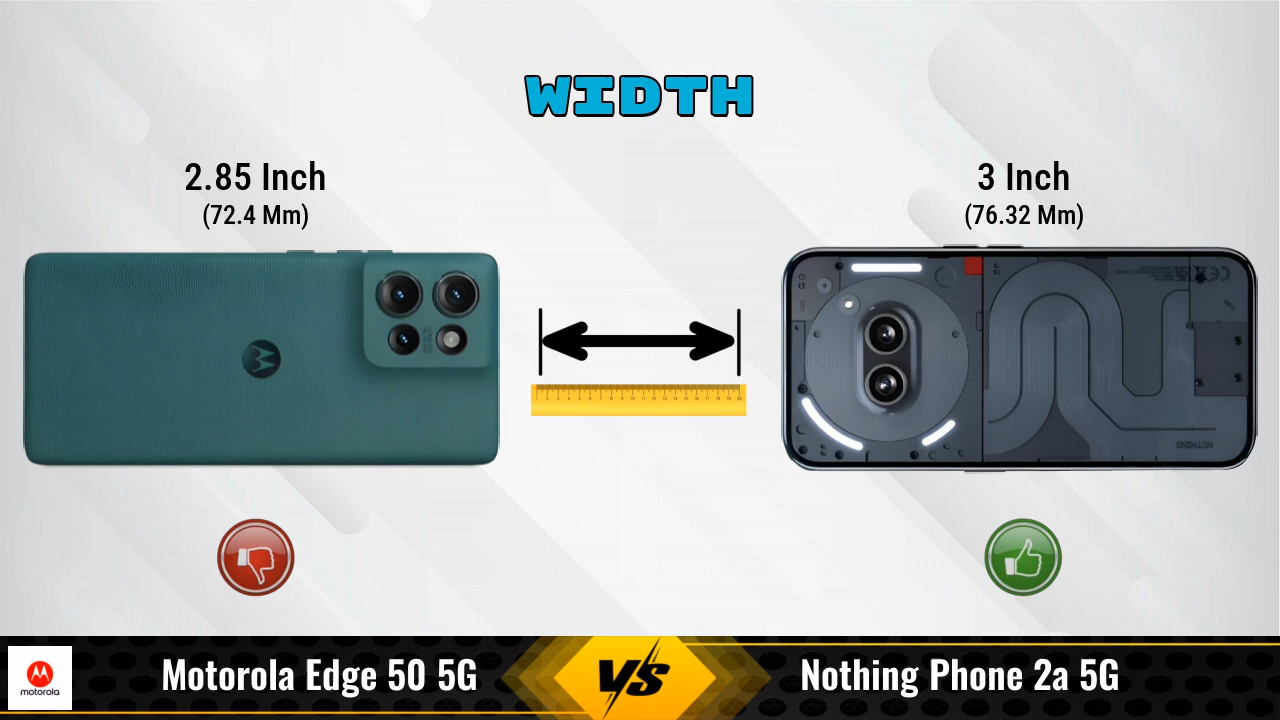 WIDTH
2.85 Inch
(72.4 Mm)
3 Inch
(76.32 Mm)
NOTHING
motorola
Motorola Edge 50 5G
VS
Nothing Phone 2a 5G